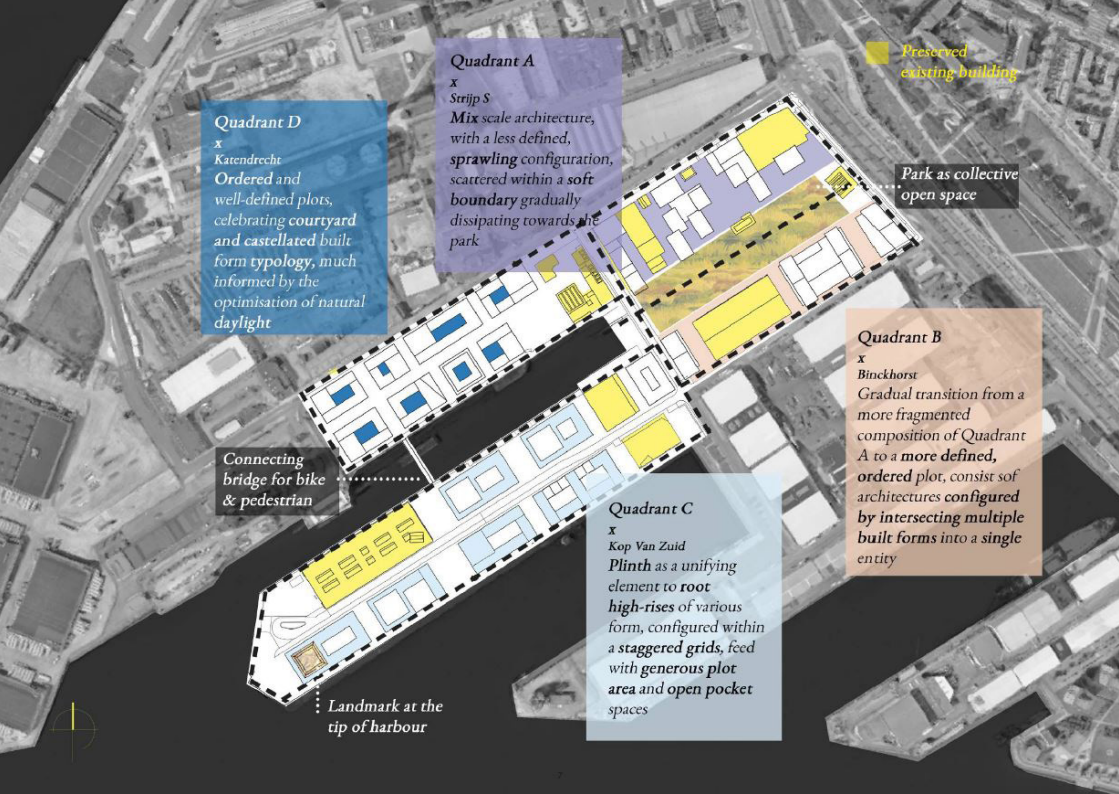 Preserved
existing building
Quadrant A
x
Strijp S
Mix scale architecture,
with a less defined,
sprawling configuration,
scattered within a soft
boundary gradually
dissipating towards the
park
Quadrant D
x
Katendrecht
Ordered and
well-defined plots,
celebrating courtyard
and castellated built
form typology, much
informed by the
optimisation of natural
daylight
Park as collective
open space
Quadrant B
x
Binckhorst
Gradual transition from a
more fragmented
composition of Quadrant
A to a more defined,
ordered plot, consist sof
architectures configured
by intersecting multiple
built forms into a single
entity
Connecting
bridge for bike
& pedestrian
Quadrant C
x
Kop Van Zuid
Plinth as a unifying
element to root
high-rises of various
form, configured within
a staggered grids, feed
with generous plot
area and open pocket
spaces
Landmark at the
tip of harbour
7